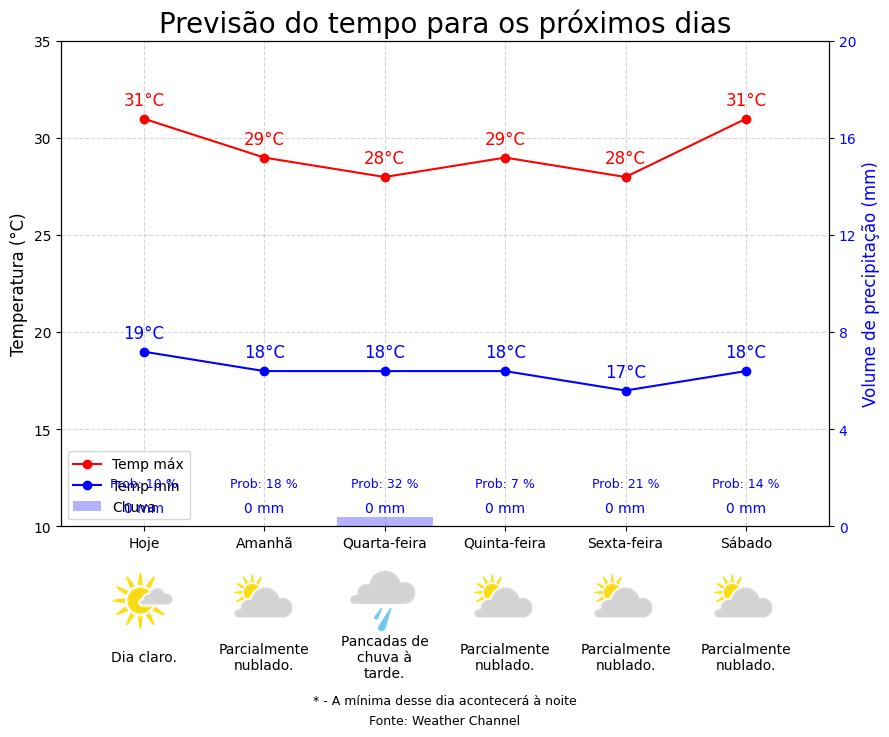 Previsão do tempo para os próximos dias
35
30
25
20
15
10
Temperatura (°C)
20
16
12
8
4
0
Volume de precipitação (mm)
31°C
29°C
28°C
29°C
28°C
31°C
19°C
18°C
18°C
18°C
17°C
18°C
Temp máx
Temp mín
Chuva
Prob: 10 %
Prob: 18 %
Prob: 32 %
Prob: 7 %
Prob: 21 %
Prob: 14 %
0 mm
0 mm
0 mm
0 mm
0 mm
0 mm
Hoje
Amanhã
Quarta-feira
Quinta-feira
Sexta-feira
Sábado
Dia claro.
Parcialmente
nublado.
Pancadas de
chuva à
tarde.
Parcialmente
nublado.
Parcialmente
nublado.
Parcialmente
nublado.
* - A mínima desse dia acontecerá à noite
Fonte: Weather Channel